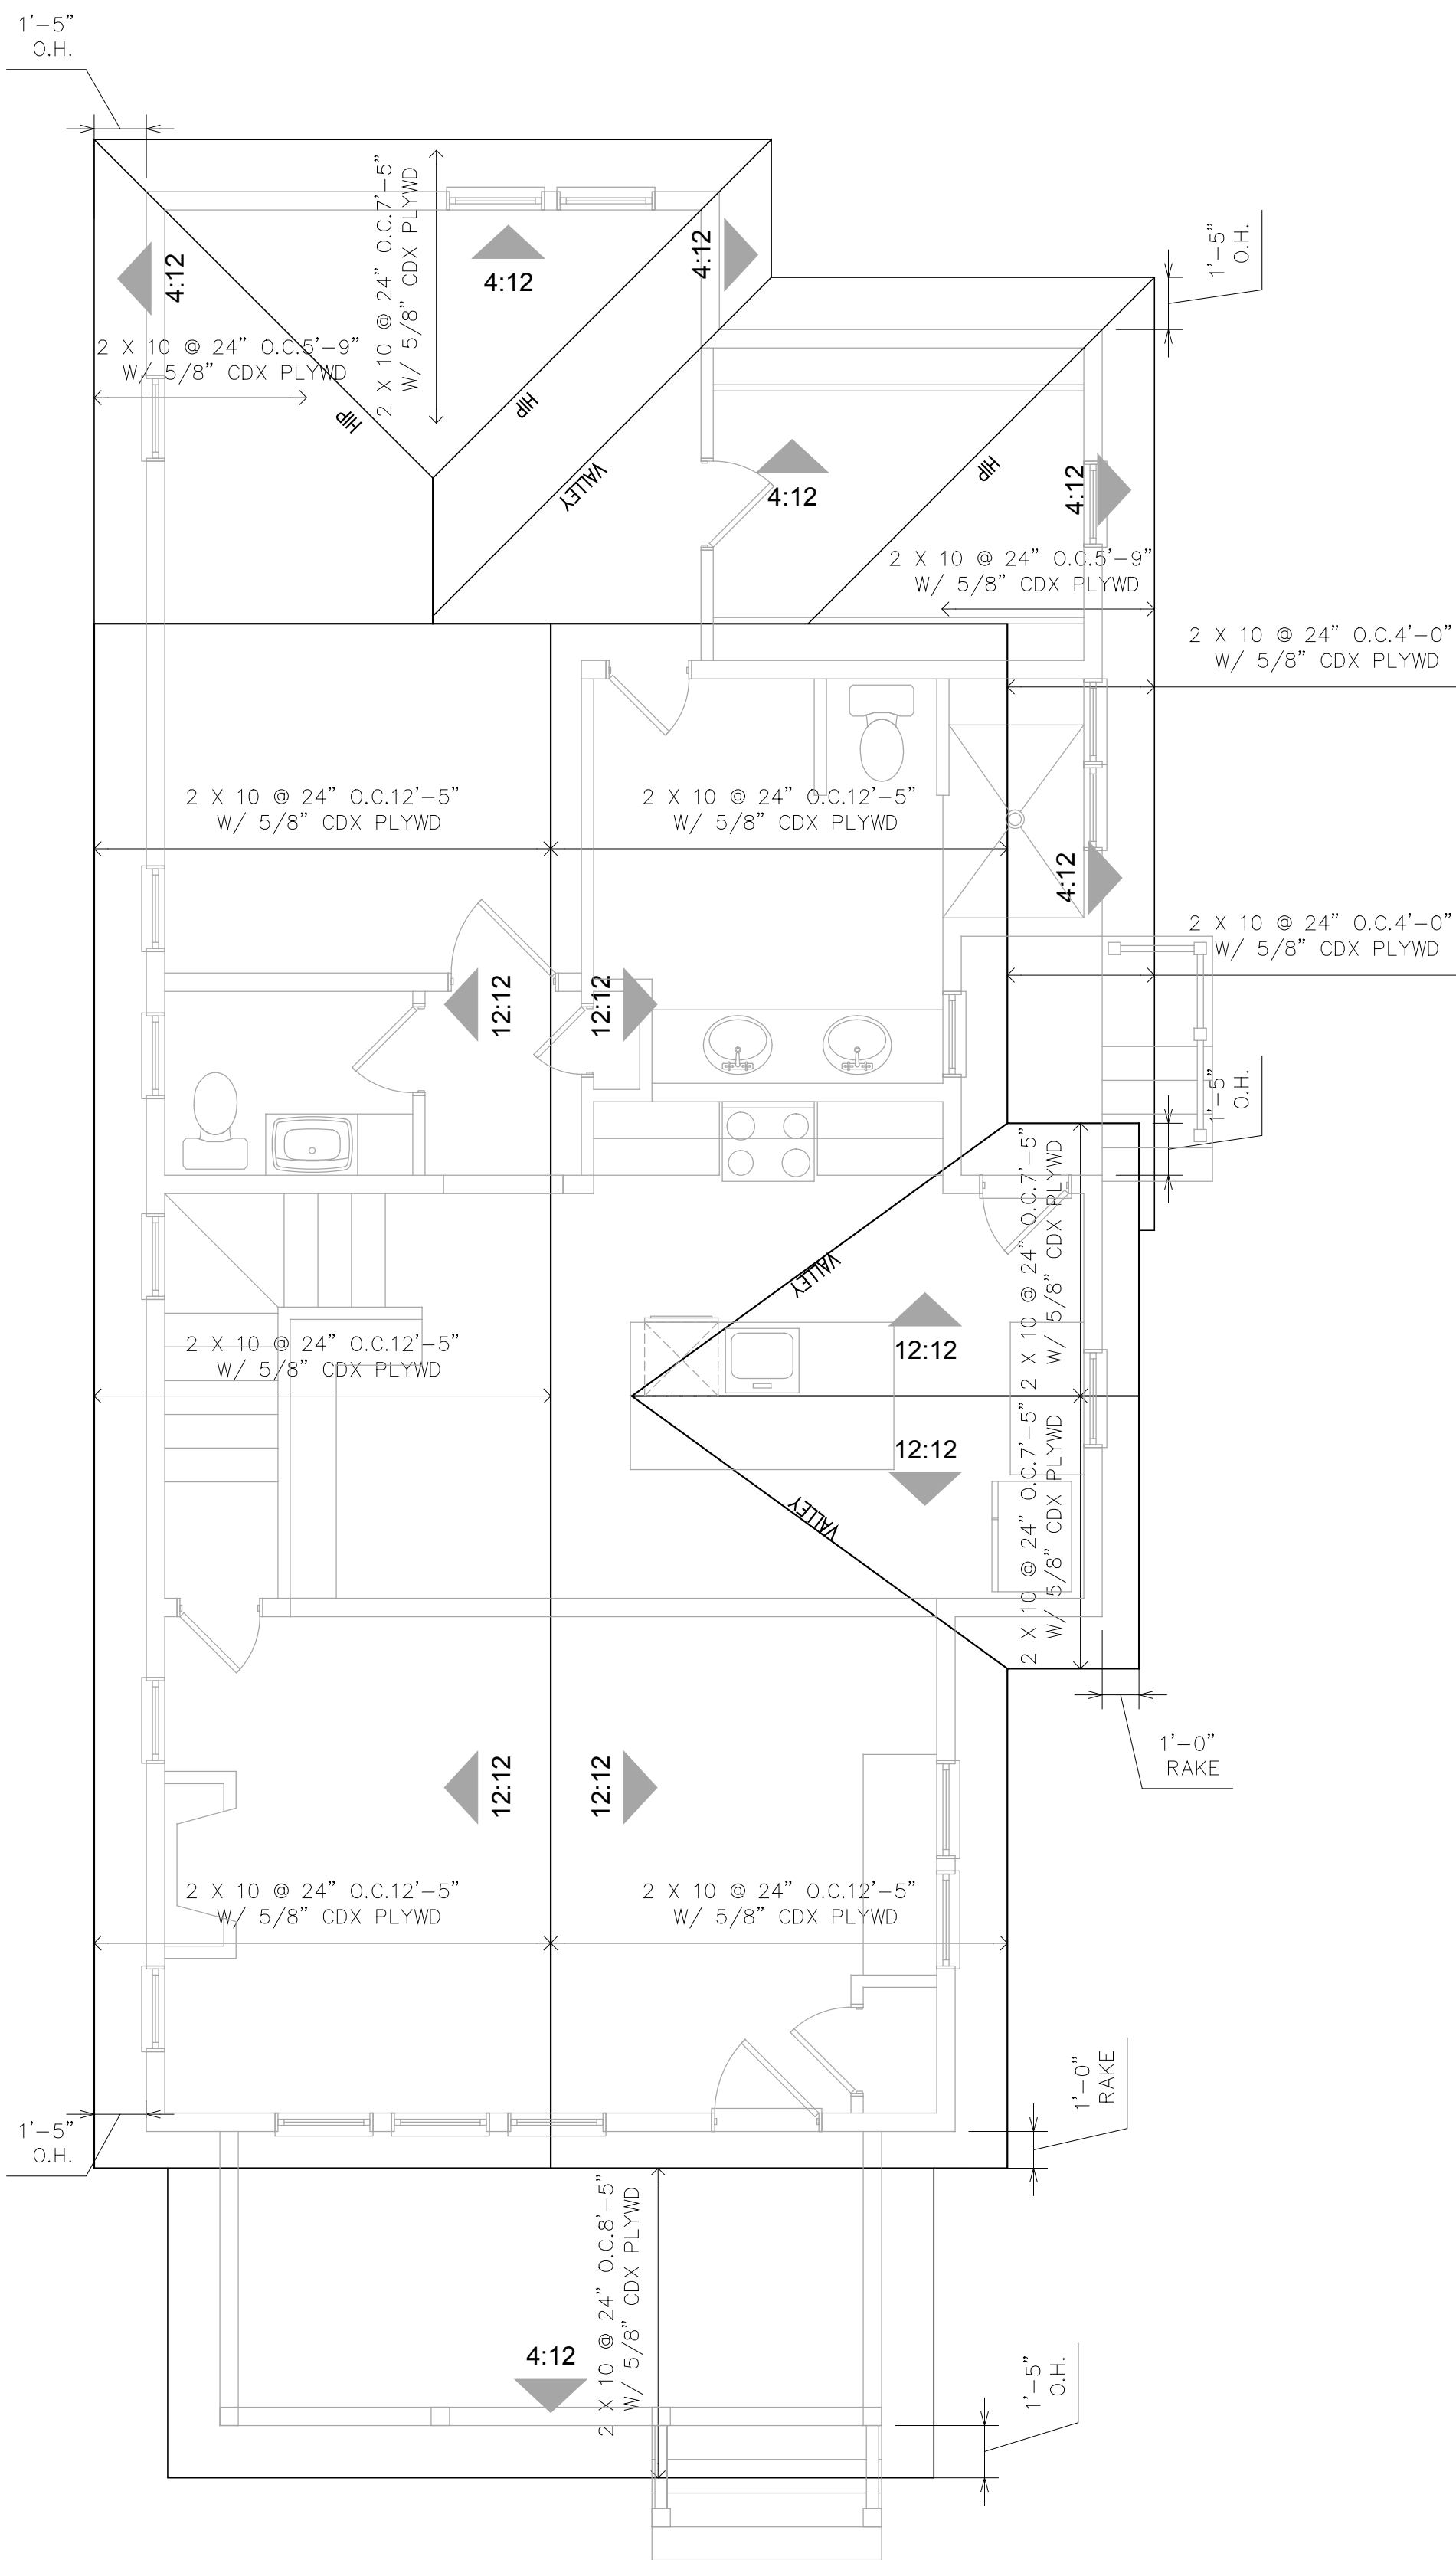 1'-5"
O.H.
2 X 10 @ 24" O.C.7'-5"
W/ 5/8" CDX PLYWD
4:12
4:12
4:12
1'-5"
O.H.
2 X 10 @ 24" O.C.5'-9"
W/ 5/8" CDX PLYWD
HIP
HIP
VALLEY
4:12
HIP
4:12
2 X 10 @ 24" O.C.5'-9"
W/ 5/8" CDX PLYWD
2 X 10 @ 24" O.C.4'-0"
W/ 5/8" CDX PLYWD
2 X 10 @ 24" O.C.12'-5"
W/ 5/8" CDX PLYWD
2 X 10 @ 24" O.C.12'-5"
W/ 5/8" CDX PLYWD
4:12
2 X 10 @ 24" O.C.4'-0"
W/ 5/8" CDX PLYWD
12:12
12:12
1'-5"
O.H.
2 X 10 @ 24" O.C.7'-5"
W/ 5/8" CDX PLYWD
VALLEY
12:12
2 X 10 @ 24" O.C.12'-5"
W/ 5/8" CDX PLYWD
12:12
2 X 10 @ 24" O.C.7'-5"
W/ 5/8" CDX PLYWD
VALLEY
1'-0"
RAKE
12:12
12:12
2 X 10 @ 24" O.C.12'-5"
W/ 5/8" CDX PLYWD
2 X 10 @ 24" O.C.12'-5"
W/ 5/8" CDX PLYWD
1'-0"
RAKE
1'-5"
O.H.
2 X 10 @ 24" O.C.8'-5"
W/ 5/8" CDX PLYWD
4:12
1'-5"
O.H.